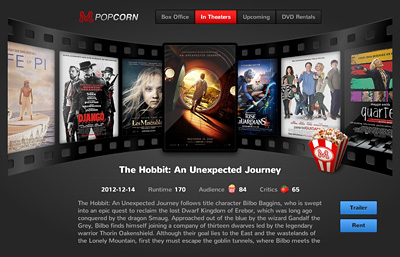 POPCORN
Box Office
In Theaters
Upcoming
DVD Rentals
LIFE OF PI
DJANGO
LES MISÉRABLES
AN UNEXPECTED JOURNEY
GUARDIANS
QUARTET
The Hobbit: An Unexpected Journey
2012-12-14 Runtime 170 Audience 84 Critics 65
The Hobbit: An Unexpected Journey follows title character Bilbo Baggins, who is swept
into an epic quest to reclaim the lost Dwarf Kingdom of Erebor, which was long ago
conquered by the dragon Smaug. Approached out of the blue by the wizard Gandalf the
Grey, Bilbo finds himself joining a company of thirteen dwarves led by the legendary
warrior Thorin Oakenshield. Although their goal lies to the East and the wastelands of
the Lonely Mountain, first they must escape the goblin tunnels, where Bilbo meets the
Trailer
Rent